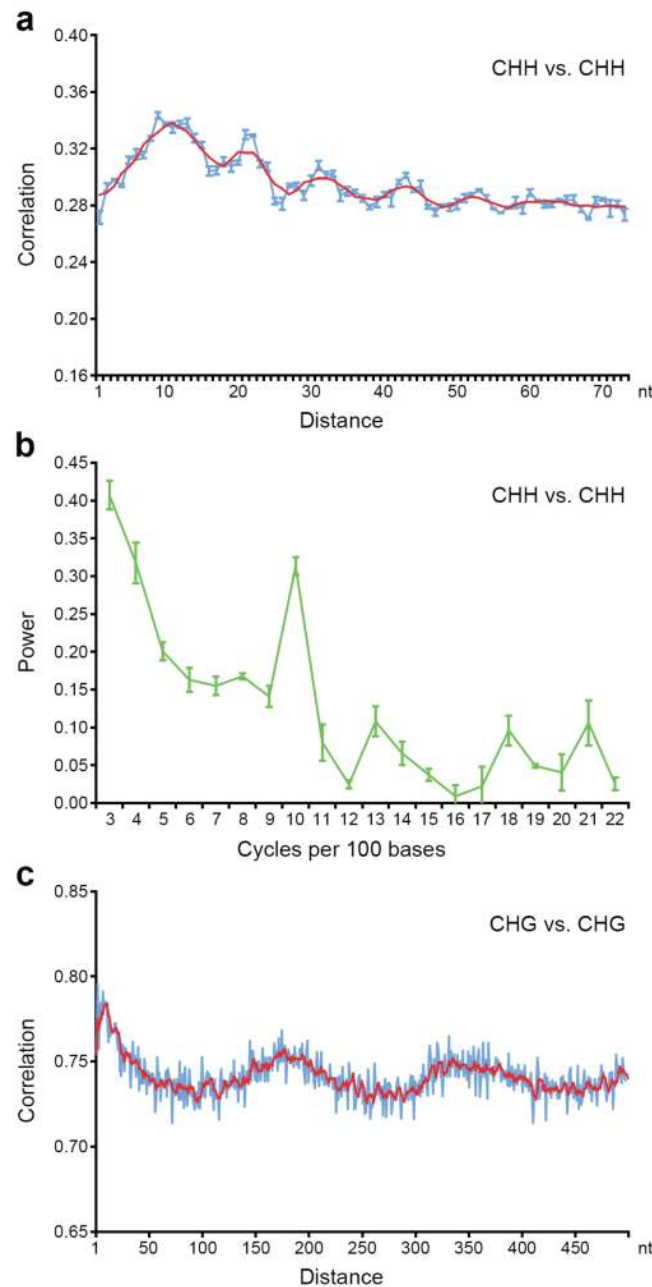 a
0.40
CHH vs. CHH
0.36
0.32
0.28
0.24
0.20
0.16
Correlation
1 10 20 30 40 50 60 70 nt
Distance
b
0.45
CHH vs. CHH
0.40
0.35
0.30
0.25
0.20
0.15
0.10
0.05
0.00
Power
3 4 5 6 7 8 9 10 11 12 13 14 15 16 17 18 19 20 21 22
Cycles per 100 bases
c
0.85
CHG vs. CHG
0.80
0.75
0.70
0.65
Correlation
1 50 100 150 200 250 300 350 400 450 nt
Distance